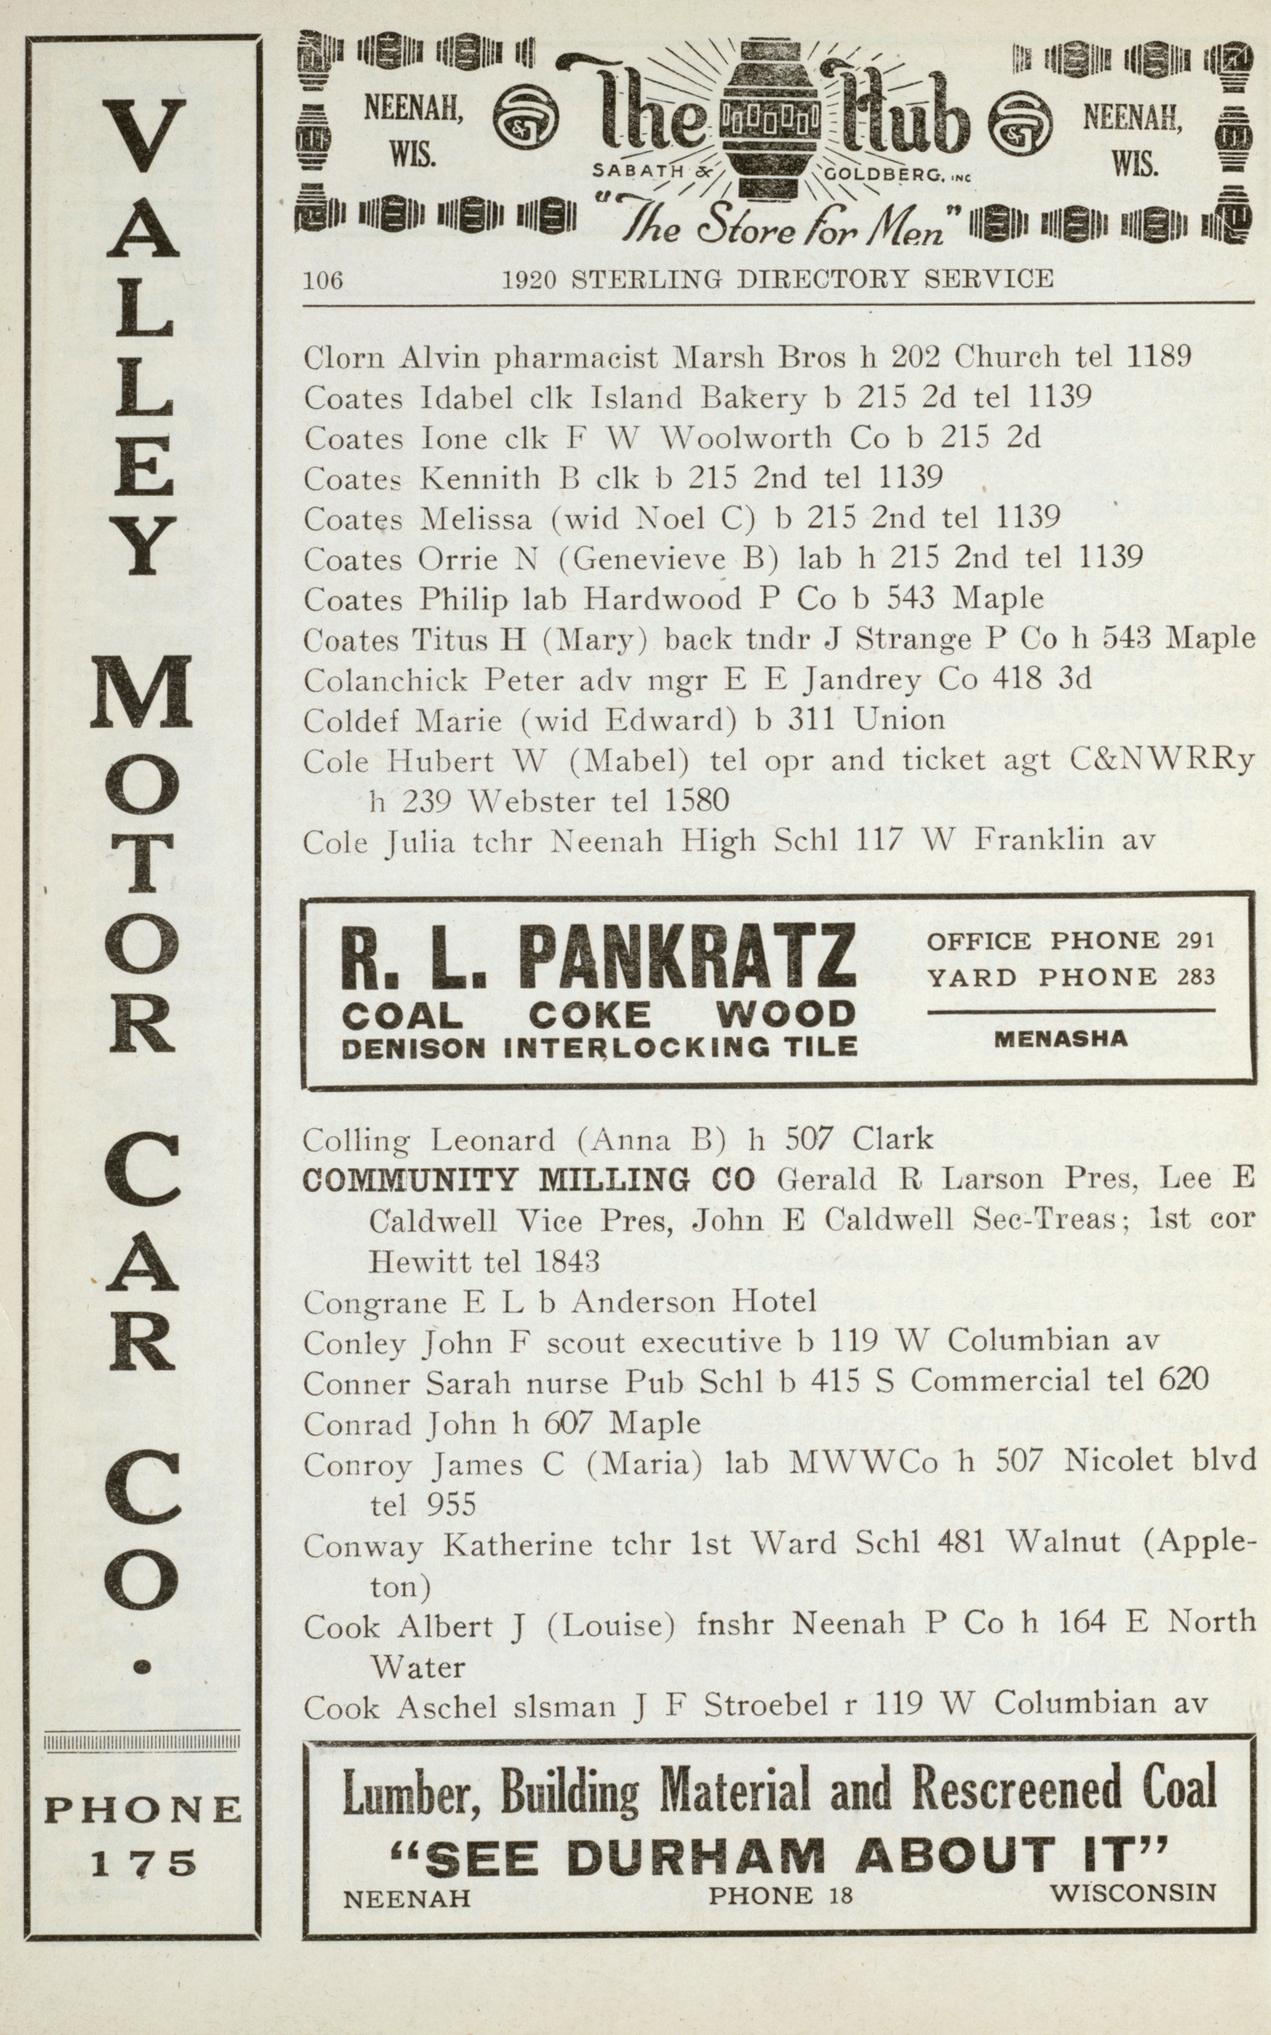 VALLEY MOTOR CAR CO.
PHONE
175
NEENAH,
WIS.
S&G
The Hub
S&G
NEENAH,
WIS.
SABATH & GOLDBERG, INC
"The Store for Men"
106 1920 STERLING DIRECTORY SERVICE
Clorn Alvin pharmacist Marsh Bros h 202 Church tel 1189
Coates Idabel clk Island Bakery b 215 2d tel 1139
Coates Ione clk F W Woolworth Co b 215 2d
Coates Kennith B clk b 215 2nd tel 1139
Coates Melissa (wid Noel C) b 215 2nd tel 1139
Coates Orrie N (Genevieve B) lab h 215 2nd tel 1139
Coates Philip lab Hardwood P Co b 543 Maple
Coates Titus H (Mary) back tndr J Strange P Co h 543 Maple
Colanchick Peter adv mgr E E Jandrey Co 418 3d
Coldef Marie (wid Edward) b 311 Union
Cole Hubert W (Mabel) tel opr and ticket agt C&NWRRy
h 239 Webster tel 1580
Cole Julia tchr Neenah High Schl 117 W Franklin av
R. L. PANKRATZ
COAL COKE WOOD
DENISON INTERLOCKING TILE
OFFICE PHONE 291
YARD PHONE 283
MENASHA
Colling Leonard (Anna B) h 507 Clark
COMMUNITY MILLING CO Gerald R Larson Pres, Lee E
Caldwell Vice Pres, John E Caldwell Sec-Treas; 1st cor
Hewitt tel 1843
Congrane E L b Anderson Hotel
Conley John F scout executive b 119 W Columbian av
Conner Sarah nurse Pub Schl b 415 S Commercial tel 620
Conrad John h 607 Maple
Conroy James C (Maria) lab MWWCo h 507 Nicolet blvd
tel 955
Conway Katherine tchr 1st Ward Schl 481 Walnut (Apple-
ton)
Cook Albert J (Louise) fnshr Neenah P Co h 164 E North
Water
Cook Aschel slsman J F Stroebel r 119 W Columbian av
Lumber, Building Material and Rescreened Coal
"SEE DURHAM ABOUT IT"
NEENAH PHONE 18 WISCONSIN